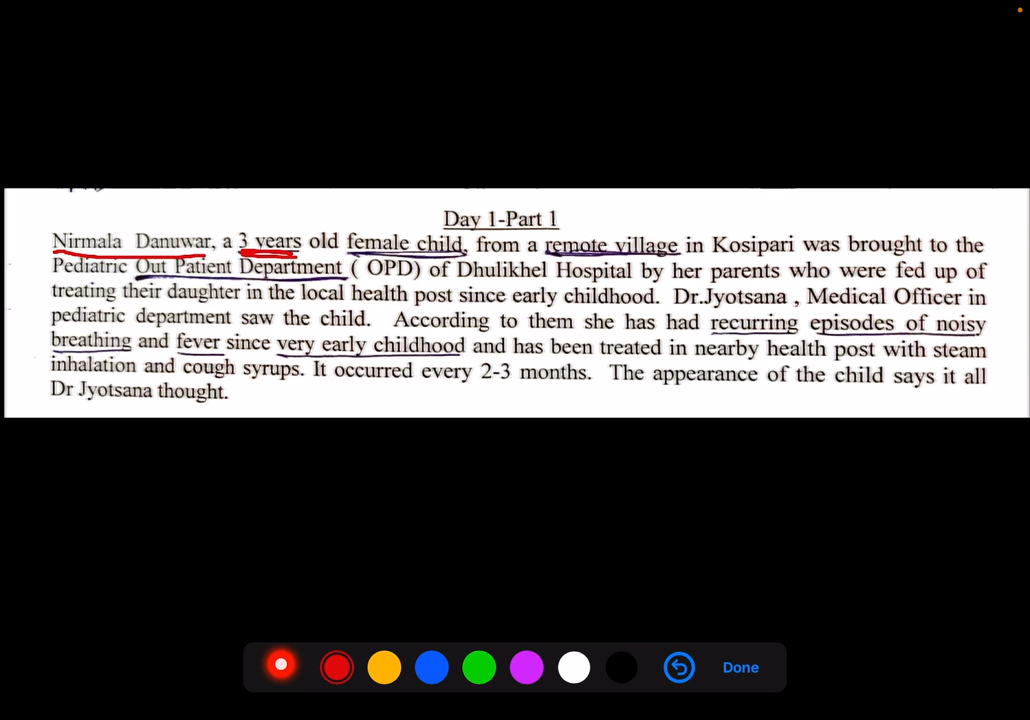 Day 1-Part 1
Nirmala Danuwar, a 3 years old female child, from a remote village in Kosipari was brought to the
Pediatric Out Patient Department ( OPD) of Dhulikhel Hospital by her parents who were fed up of
treating their daughter in the local health post since early childhood. Dr.Jyotsana , Medical Officer in
pediatric department saw the child. According to them she has had recurring episodes of noisy
breathing and fever since very early childhood and has been treated in nearby health post with steam
inhalation and cough syrups. It occurred every 2-3 months. The appearance of the child says it all
Dr Jyotsana thought.
Done